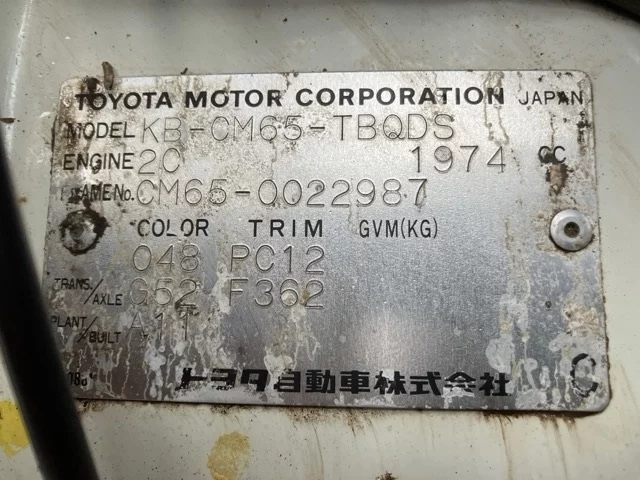 TOYOTA MOTOR CORPORATION JAPAN
MODEL KB-CM65-TBQDS
ENGINE 2C 1974 CC
FRAME No. CM65-0022987
COLOR TRIM GVM(KG)
048 PC12
TRANS./AXLE G52 F362
PLANT/BUILT A11
トヨタ自動車株式会社 C